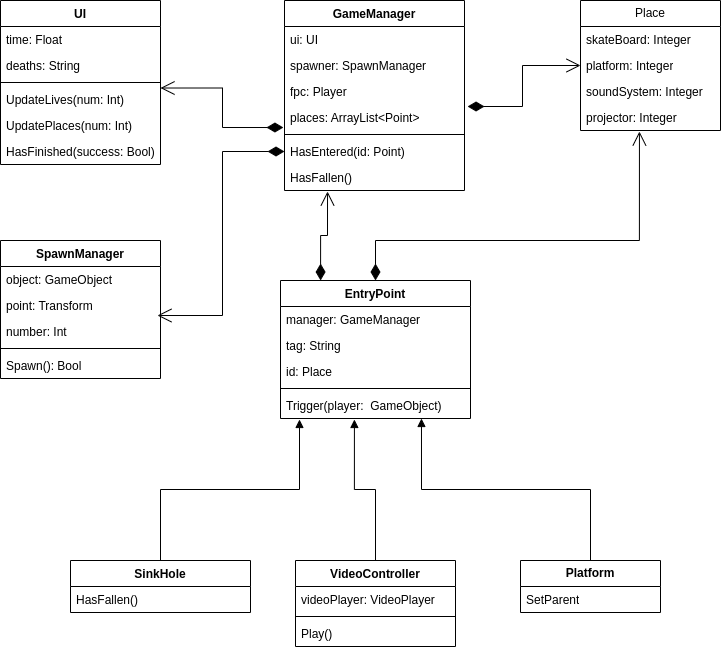 UI
time: Float
deaths: String
UpdateLives(num: Int)
UpdatePlaces(num: Int)
HasFinished(success: Bool)
GameManager
ui: UI
spawner: SpawnManager
fpc: Player
places: ArrayList<Point>
HasEntered(id: Point)
HasFallen()
Place
skateBoard: Integer
platform: Integer
soundSystem: Integer
projector: Integer
SpawnManager
object: GameObject
point: Transform
number: Int
Spawn(): Bool
EntryPoint
manager: GameManager
tag: String
id: Place
Trigger(player:  GameObject)
SinkHole
HasFallen()
VideoController
videoPlayer: VideoPlayer
Play()
Platform
SetParent